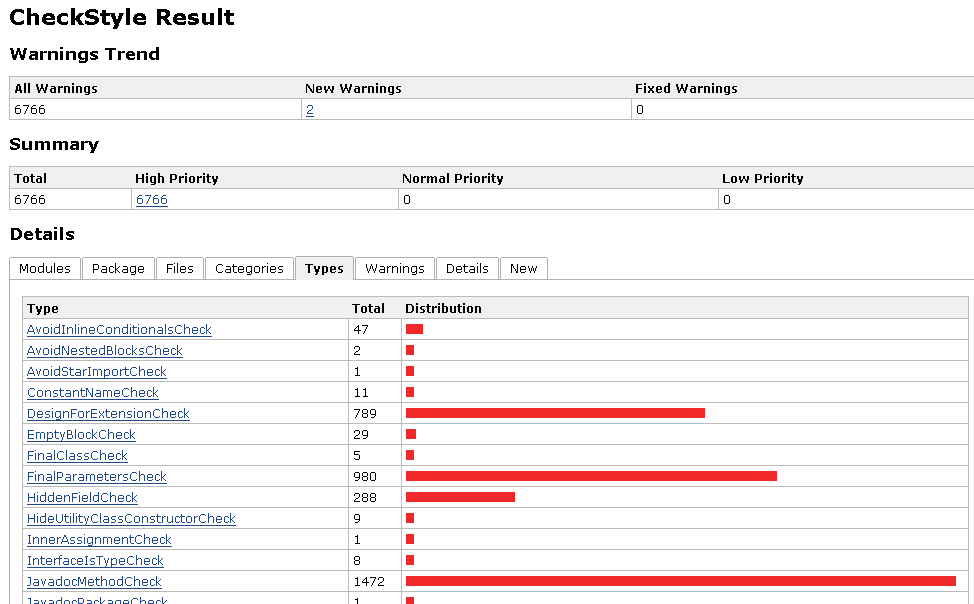 CheckStyle Result
Warnings Trend
All Warnings New Warnings Fixed Warnings
6766 2 0
Summary
Total High Priority Normal Priority Low Priority
6766 6766 0 0
Details
Modules Package Files Categories Types Warnings Details New
Type Total Distribution
AvoidInlineConditionalsCheck 47
AvoidNestedBlocksCheck 2
AvoidStarImportCheck 1
ConstantNameCheck 11
DesignForExtensionCheck 789
EmptyBlockCheck 29
FinalClassCheck 5
FinalParametersCheck 980
HiddenFieldCheck 288
HideUtilityClassConstructorCheck 9
InnerAssignmentCheck 1
InterfaceIsTypeCheck 8
JavadocMethodCheck 1472
JavadocPackageCheck 1